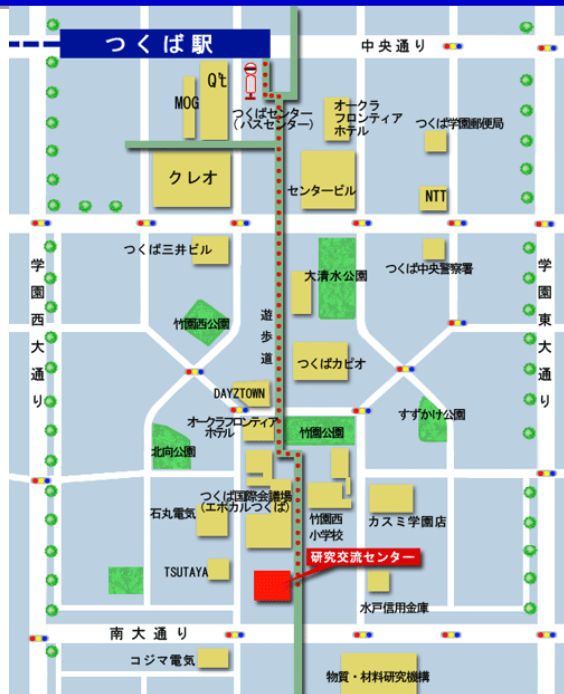 つくば駅
中央通り
Q't
MOG
つくばセンター
(バスセンター)
オークラ
フロンティア
ホテル
つくば学園郵便局
クレオ
センタービル
NTT
つくば三井ビル
大清水公園
つくば中央警察署
学園西大通り
学園東大通り
遊歩道
竹園西公園
つくばカピオ
DAYZTOWN
オークラフロンティア
ホテル
竹園公園
すずかけ公園
北向公園
つくば国際会議場
(エポカルつくば)
石丸電気
竹園西
小学校
カスミ学園店
研究交流センター
TSUTAYA
水戸信用金庫
南大通り
コジマ電気
物質・材料研究機構